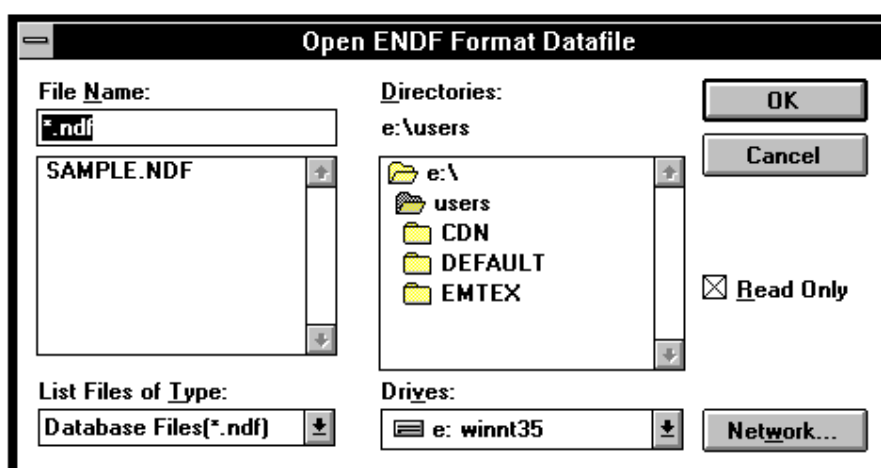 Open ENDF Format Datafile
File Name:
*.ndf
SAMPLE.NDF
List Files of Type:
Database Files(*.ndf)
Directories:
e:\users
e:\
users
CDN
DEFAULT
EMTEX
Drives:
e: winnt35
OK
Cancel
Read Only
Network...